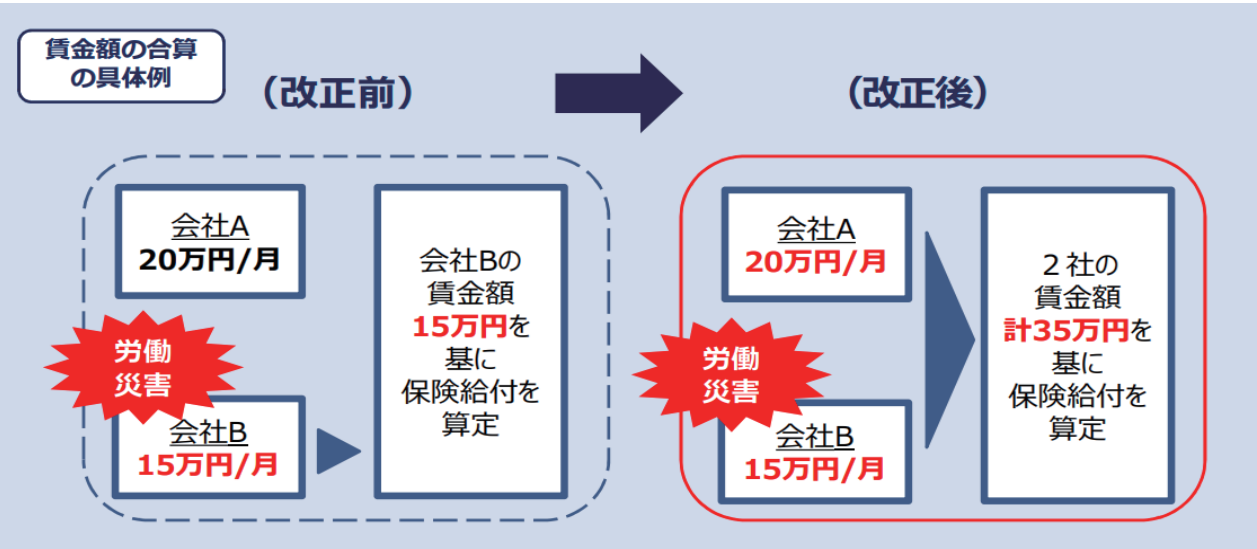 賃金額の合算
の具体例
（改正前）
（改正後）
会社A
20万円/月
労働
災害
会社B
15万円/月
会社Bの
賃金額
15万円を
基に
保険給付を
算定
会社A
20万円/月
労働
災害
会社B
15万円/月
２社の
賃金額
計35万円を
基に
保険給付を
算定